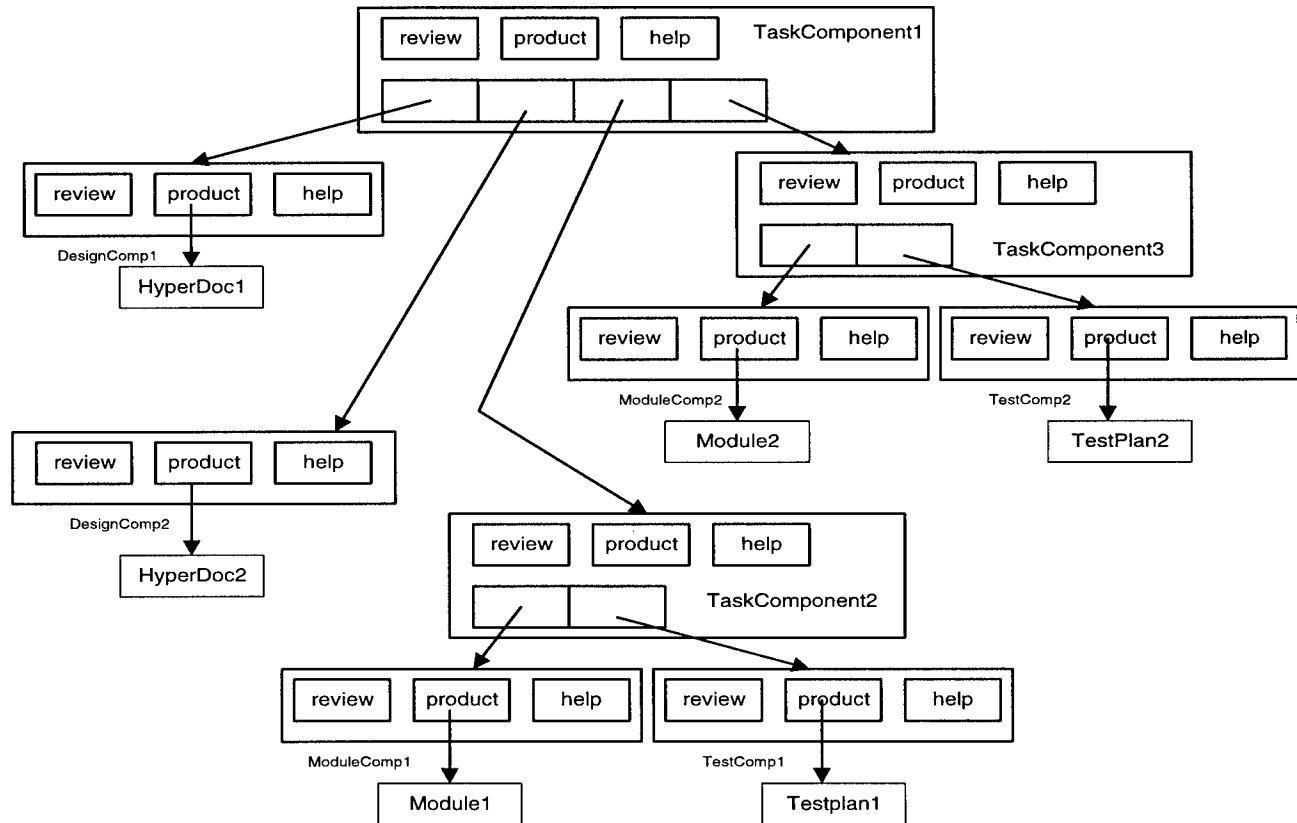 TaskComponent1
review product help
review product help
DesignComp1
HyperDoc1
review product help
TaskComponent3
review product help
ModuleComp2
Module2
review product help
TestComp2
TestPlan2
review product help
DesignComp2
HyperDoc2
review product help
TaskComponent2
review product help
ModuleComp1
Module1
review product help
TestComp1
Testplan1